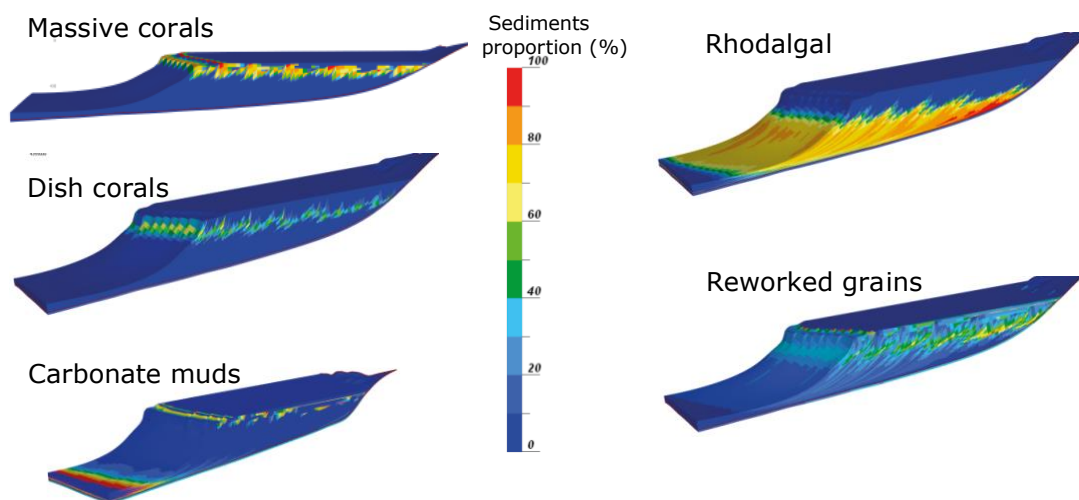 Massive corals
Sediments
proportion (%)
Rhodalgal
100
80
60
40
20
0
Dish corals
Reworked grains
Carbonate muds